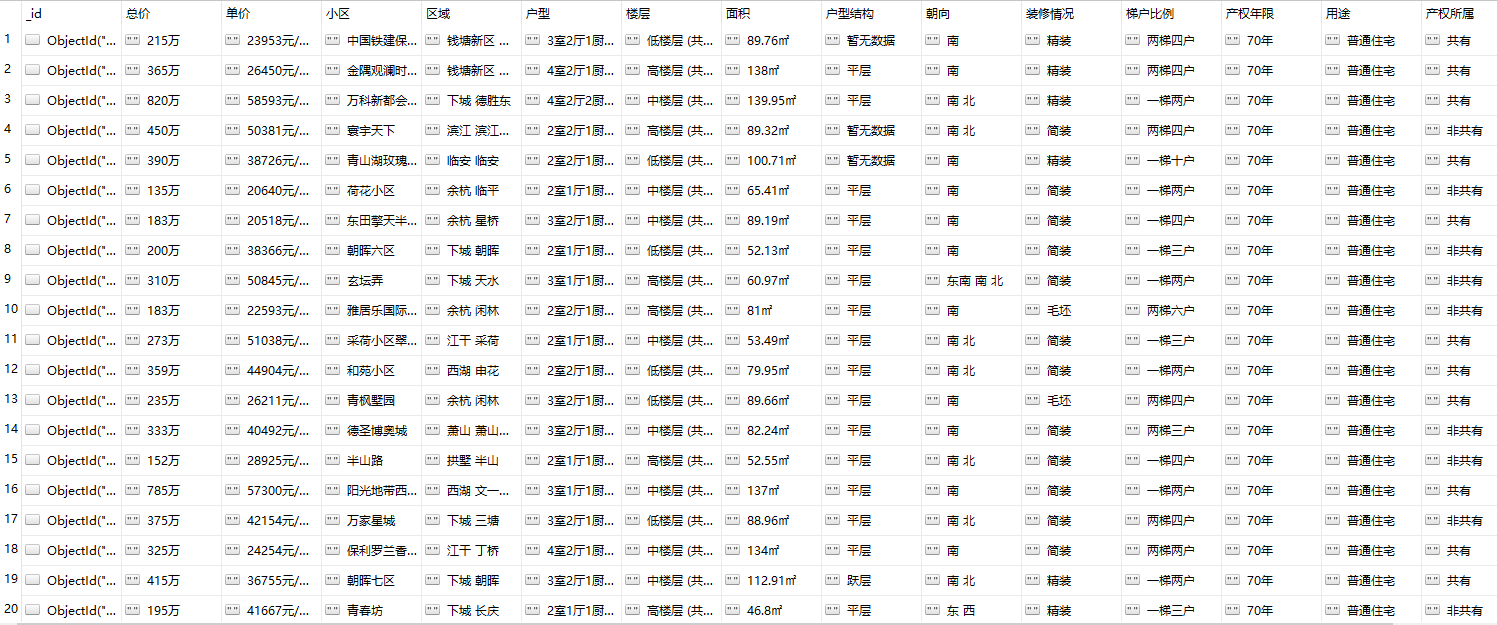 _id 总价 单价 小区 区域 户型 楼层 面积 户型结构 朝向 装修情况 梯户比例 产权年限 用途 产权所属
1 ObjectId("... "" 215万 "" 23953元/... "" 中国铁建保... "" 钱塘新区 ... "" 3室2厅1厨... "" 低楼层 (共... "" 89.76㎡ "" 暂无数据 "" 南 "" 精装 "" 两梯四户 "" 70年 "" 普通住宅 "" 共有
2 ObjectId("... "" 365万 "" 26450元/... "" 金隅观澜时... "" 钱塘新区 ... "" 4室2厅1厨... "" 高楼层 (共... "" 138㎡ "" 平层 "" 南 "" 精装 "" 两梯四户 "" 70年 "" 普通住宅 "" 共有
3 ObjectId("... "" 820万 "" 58593元/... "" 万科新都会... "" 下城 德胜东 "" 4室2厅2厨... "" 中楼层 (共... "" 139.95㎡ "" 平层 "" 南 北 "" 精装 "" 一梯两户 "" 70年 "" 普通住宅 "" 共有
4 ObjectId("... "" 450万 "" 50381元/... "" 寰宇天下 "" 滨江 滨江... "" 2室2厅1厨... "" 高楼层 (共... "" 89.32㎡ "" 暂无数据 "" 南 北 "" 简装 "" 两梯四户 "" 70年 "" 普通住宅 "" 非共有
5 ObjectId("... "" 390万 "" 38726元/... "" 青山湖玫瑰... "" 临安 临安 "" 2室2厅1厨... "" 低楼层 (共... "" 100.71㎡ "" 暂无数据 "" 南 "" 精装 "" 一梯十户 "" 70年 "" 普通住宅 "" 共有
6 ObjectId("... "" 135万 "" 20640元/... "" 荷花小区 "" 余杭 临平 "" 2室1厅1厨... "" 中楼层 (共... "" 65.41㎡ "" 平层 "" 南 "" 简装 "" 一梯两户 "" 70年 "" 普通住宅 "" 非共有
7 ObjectId("... "" 183万 "" 20518元/... "" 东田擎天半... "" 余杭 星桥 "" 3室2厅1厨... "" 中楼层 (共... "" 89.19㎡ "" 平层 "" 南 "" 简装 "" 一梯四户 "" 70年 "" 普通住宅 "" 共有
8 ObjectId("... "" 200万 "" 38366元/... "" 朝晖六区 "" 下城 朝晖 "" 2室1厅1厨... "" 低楼层 (共... "" 52.13㎡ "" 平层 "" 南 "" 简装 "" 一梯三户 "" 70年 "" 普通住宅 "" 非共有
9 ObjectId("... "" 310万 "" 50845元/... "" 玄坛弄 "" 下城 天水 "" 3室1厅1厨... "" 高楼层 (共... "" 60.97㎡ "" 平层 "" 东南 南 北 "" 简装 "" 一梯两户 "" 70年 "" 普通住宅 "" 非共有
10 ObjectId("... "" 183万 "" 22593元/... "" 雅居乐国际... "" 余杭 闲林 "" 2室2厅1厨... "" 高楼层 (共... "" 81㎡ "" 平层 "" 南 "" 毛坯 "" 两梯六户 "" 70年 "" 普通住宅 "" 非共有
11 ObjectId("... "" 273万 "" 51038元/... "" 采荷小区翠... "" 江干 采荷 "" 2室1厅1厨... "" 中楼层 (共... "" 53.49㎡ "" 平层 "" 南 北 "" 简装 "" 一梯三户 "" 70年 "" 普通住宅 "" 共有
12 ObjectId("... "" 359万 "" 44904元/... "" 和苑小区 "" 西湖 申花 "" 2室2厅1厨... "" 低楼层 (共... "" 79.95㎡ "" 平层 "" 南 北 "" 简装 "" 一梯两户 "" 70年 "" 普通住宅 "" 共有
13 ObjectId("... "" 235万 "" 26211元/... "" 青枫墅园 "" 余杭 闲林 "" 3室2厅1厨... "" 低楼层 (共... "" 89.66㎡ "" 平层 "" 南 "" 毛坯 "" 两梯四户 "" 70年 "" 普通住宅 "" 共有
14 ObjectId("... "" 333万 "" 40492元/... "" 德圣博奥城 "" 萧山 萧山... "" 3室2厅1厨... "" 中楼层 (共... "" 82.24㎡ "" 平层 "" 南 "" 简装 "" 两梯三户 "" 70年 "" 普通住宅 "" 非共有
15 ObjectId("... "" 152万 "" 28925元/... "" 半山路 "" 拱墅 半山 "" 2室1厅1厨... "" 高楼层 (共... "" 52.55㎡ "" 平层 "" 南 北 "" 简装 "" 一梯四户 "" 70年 "" 普通住宅 "" 非共有
16 ObjectId("... "" 785万 "" 57300元/... "" 阳光地带西... "" 西湖 文一... "" 3室1厅1厨... "" 中楼层 (共... "" 137㎡ "" 平层 "" 南 "" 简装 "" 一梯两户 "" 70年 "" 普通住宅 "" 共有
17 ObjectId("... "" 375万 "" 42154元/... "" 万家星城 "" 下城 三塘 "" 3室2厅1厨... "" 低楼层 (共... "" 88.96㎡ "" 平层 "" 南 北 "" 简装 "" 两梯四户 "" 70年 "" 普通住宅 "" 非共有
18 ObjectId("... "" 325万 "" 24254元/... "" 保利罗兰香... "" 江干 丁桥 "" 4室2厅1厨... "" 中楼层 (共... "" 134㎡ "" 平层 "" 南 "" 简装 "" 两梯两户 "" 70年 "" 普通住宅 "" 共有
19 ObjectId("... "" 415万 "" 36755元/... "" 朝晖七区 "" 下城 朝晖 "" 3室2厅1厨... "" 中楼层 (共... "" 112.91㎡ "" 跃层 "" 南 北 "" 精装 "" 一梯两户 "" 70年 "" 普通住宅 "" 共有
20 ObjectId("... "" 195万 "" 41667元/... "" 青春坊 "" 下城 长庆 "" 2室1厅1厨... "" 高楼层 (共... "" 46.8㎡ "" 平层 "" 东 西 "" 精装 "" 一梯三户 "" 70年 "" 普通住宅 "" 非共有